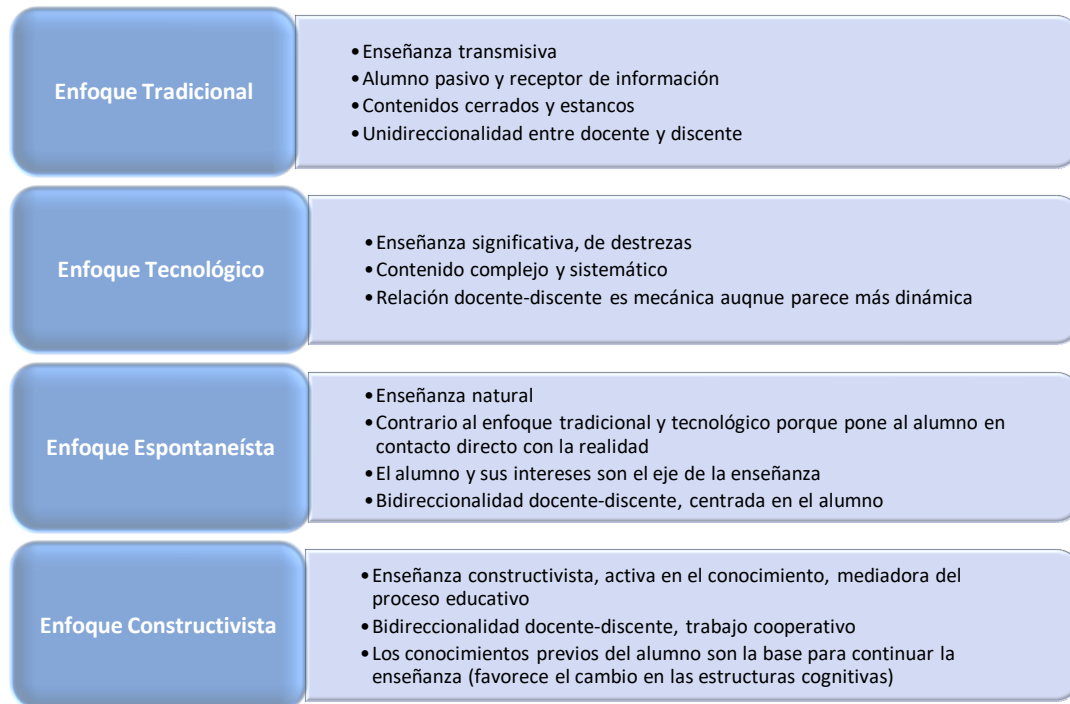 Enfoque Tradicional
•Enseñanza transmisiva
•Alumno pasivo y receptor de información
•Contenidos cerrados y estancos
•Unidireccionalidad entre docente y discente
Enfoque Tecnológico
•Enseñanza significativa, de destrezas
•Contenido complejo y sistemático
•Relación docente-discente es mecánica auqnue parece más dinámica
Enfoque Espontaneísta
•Enseñanza natural
•Contrario al enfoque tradicional y tecnológico porque pone al alumno en
contacto directo con la realidad
•El alumno y sus intereses son el eje de la enseñanza
•Bidireccionalidad docente-discente, centrada en el alumno
Enfoque Constructivista
•Enseñanza constructivista, activa en el conocimiento, mediadora del
proceso educativo
•Bidireccionalidad docente-discente, trabajo cooperativo
•Los conocimientos previos del alumno son la base para continuar la
enseñanza (favorece el cambio en las estructuras cognitivas)